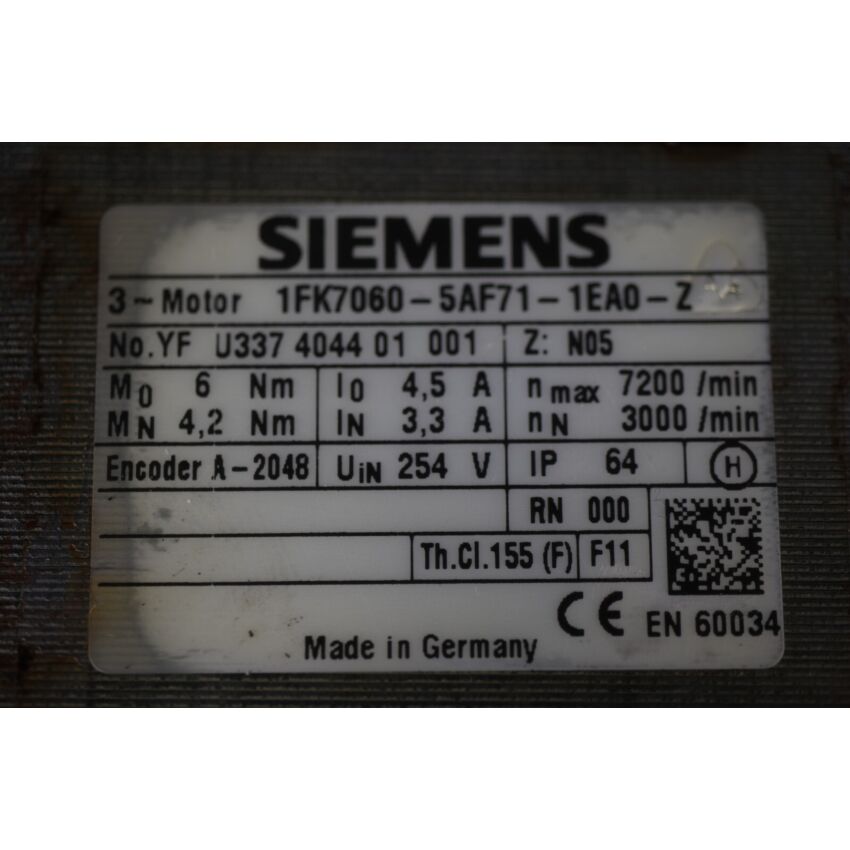 SIEMENS
3~Motor 1FK7060-5AF71-1EA0-Z
No.YF U337 4044 01 001 Z: N05
M0 6 Nm I0 4,5 A n max 7200 /min
MN 4,2 Nm IN 3,3 A nN 3000 /min
Encoder A-2048 UiN 254 V IP 64 H
RN 000
Th.Cl.155 (F) F11
CE EN 60034
Made in Germany